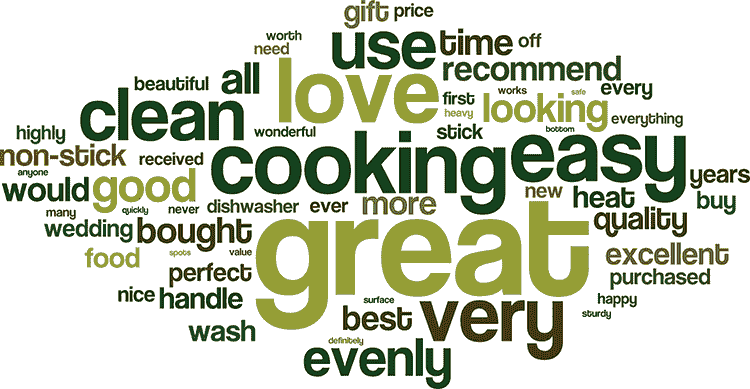 gift price
worth use time off
need love recommend
beautiful all first works safe every
clean heavy looking everything
highly wonderful stick bottom
non-stick received cooking easy years
anyone would good new heat buy
many quickly never dishwasher ever more quality
wedding bought great
food spots value excellent
perfect purchased
nice handle surface very happy
wash best sturdy
definitely
evenly